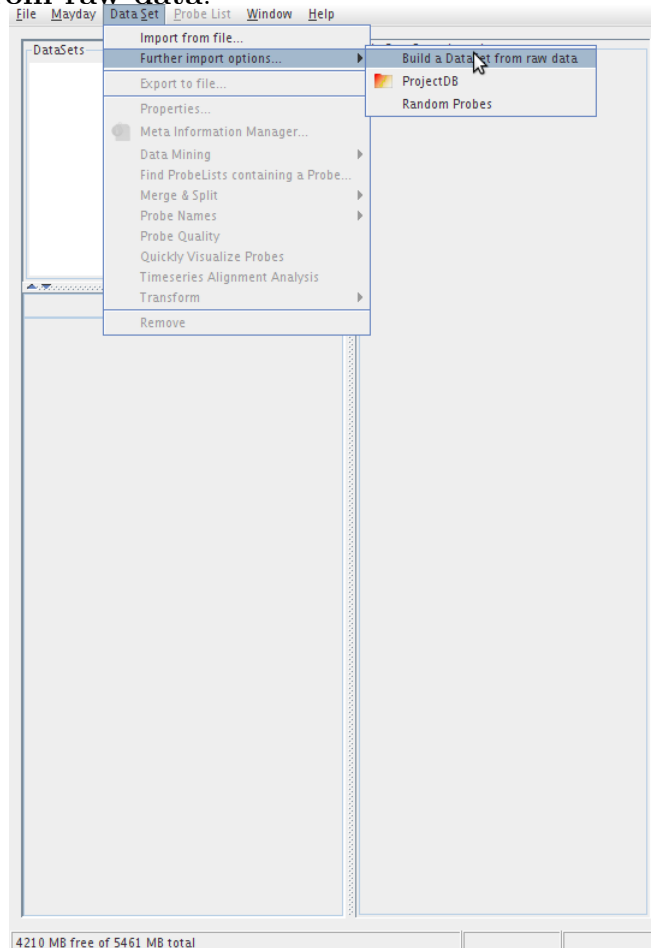 om raw data.
File Mayday Data Set Probe List Window Help
DataSets
Import from file...
Further import options...
Build a Dataset from raw data
ProjectDB
Random Probes
Export to file...
Properties...
Meta Information Manager...
Data Mining
Find ProbeLists containing a Probe...
Merge & Split
Probe Names
Probe Quality
Quickly Visualize Probes
Timeseries Alignment Analysis
Transform
Remove
4210 MB free of 5461 MB total